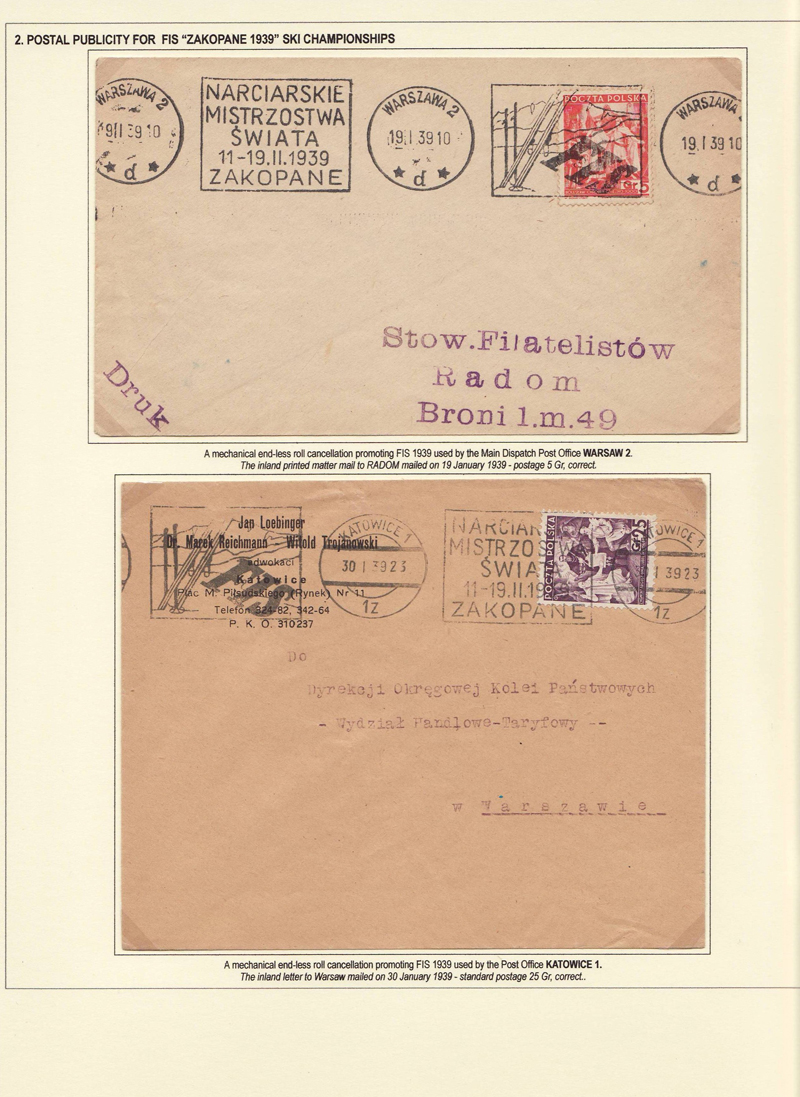 2. POSTAL PUBLICITY FOR FIS “ZAKOPANE 1939” SKI CHAMPIONSHIPS
WARSZAWA 2
19 I 39 10
d
NARCIARSKIE
MISTRZOSTWA
ŚWIATA
11-19.II.1939
ZAKOPANE
WARSZAWA 2
19. I 39 10
d
FIS
POCZTA POLSKA
Gr 5
WARSZAWA 2
19. I 39 10
d
Stow.Filatelistów
Radom
Broni l.m.49
Druk
A mechanical end-less roll cancellation promoting FIS 1939 used by the Main Dispatch Post Office WARSAW 2.
The inland printed matter mail to RADOM mailed on 19 January 1939 - postage 5 Gr, correct.
Jan Loebinger
Dr. Marek Reichmann - Witold Trojanowski
adwokaci
Katowice
Plac M. Piłsudskiego (Rynek) Nr 11
Telefon 324-82, 342-64
P. K. O. 310237
FIS
KATOWICE 1
30 I 39 23
1z
NARCIAR
MISTRZOS
ŚWIAT
11-19.II.19
ZAKOPANE
POCZTA POLSKA
Gr 25
TOWICE 1
I 39 23
1z
Do
Dyrekcji Okręgowej Kolei Państwowych
- Wydział Handlowo-Taryfowy --
w Warszawie
A mechanical end-less roll cancellation promoting FIS 1939 used by the Post Office KATOWICE 1.
The inland letter to Warsaw mailed on 30 January 1939 - standard postage 25 Gr, correct..